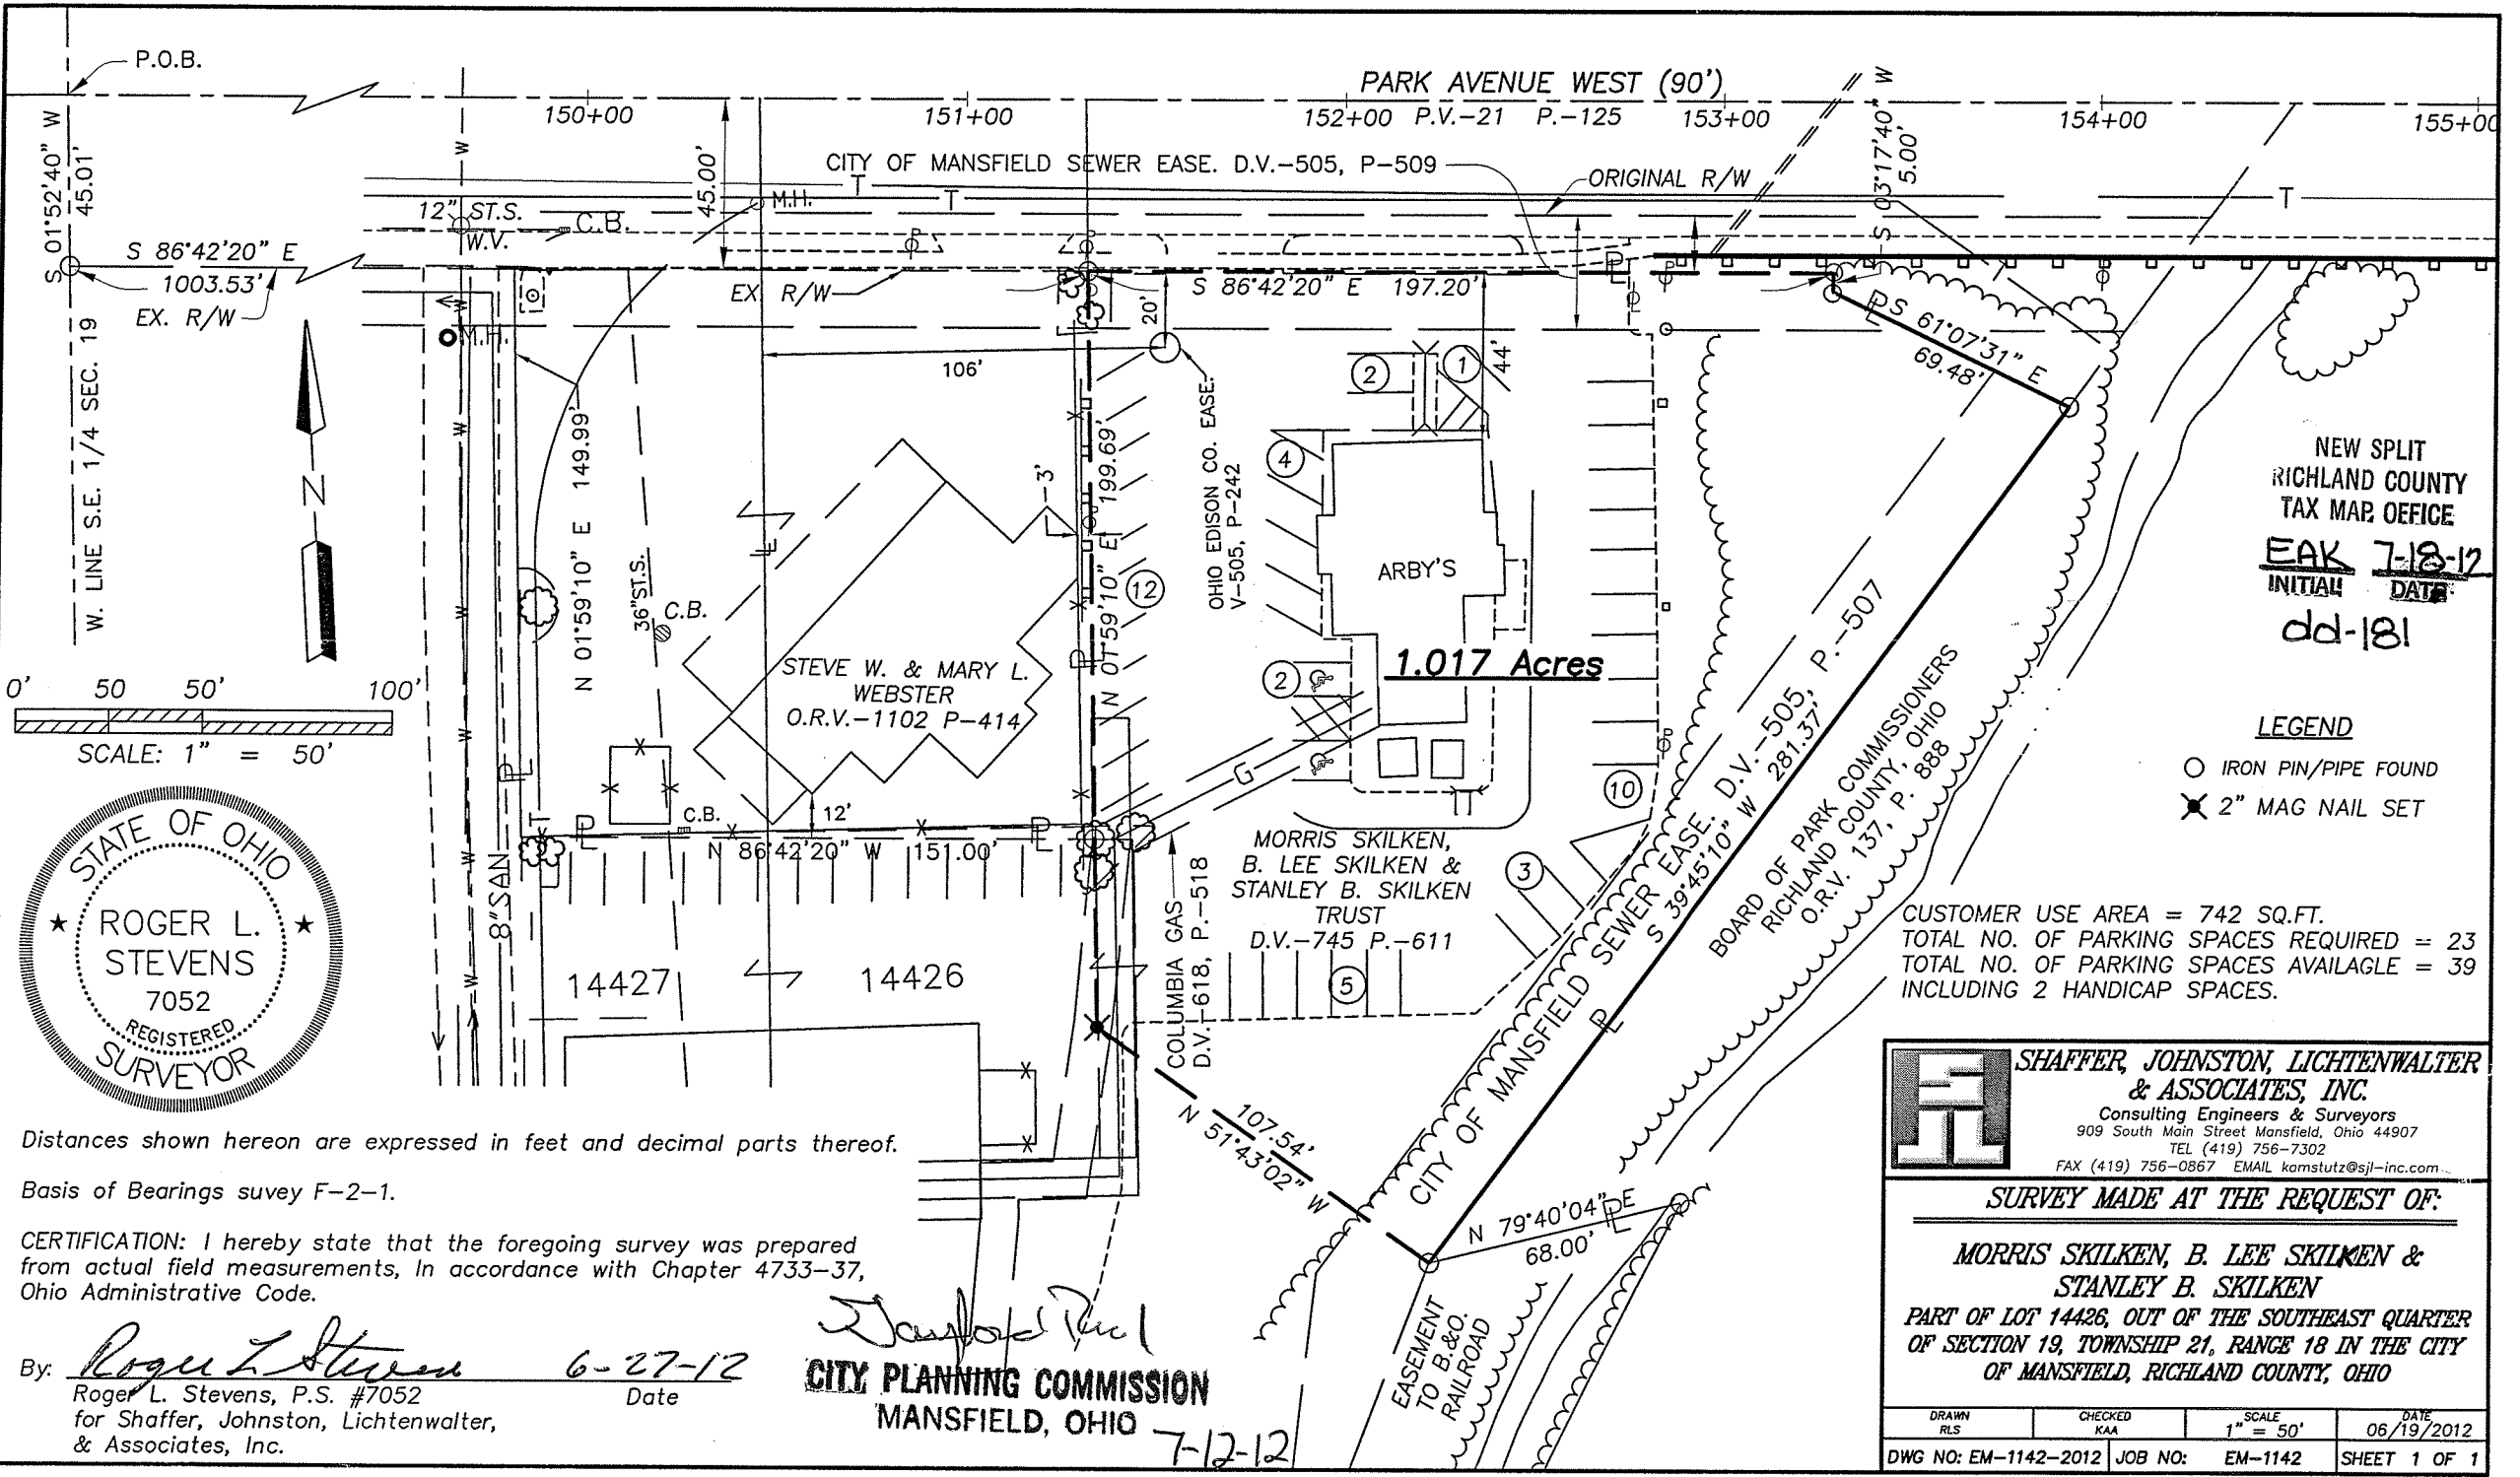 P.O.B.
S 01°52'40" W
45.01'
PARK AVENUE WEST (90')
150+00
151+00
152+00
P.V.-21 P.-125
153+00
154+00
155+00
CITY OF MANSFIELD SEWER EASE. D.V.-505, P-509
ORIGINAL R/W
S 03°17'40" W
5.00'
W
T
T
T
45.00'
M.H.
12" ST.S.
W.V.
C.B.
S 86°42'20" E
1003.53'
EX. R/W
EX. R/W
S 86°42'20" E 197.20'
PL
20'
44'
106'
M.H.
PL
S 61°07'31" E
69.48'
W. LINE S.E. 1/4 SEC. 19
N
N 01°59'10" E 149.99'
36"ST.S.
C.B.
3'
N 01°59'10" E 199.69'
OHIO EDISON CO. EASE.
V-505, P-242
2
1
4
12
2
10
3
5
ARBY'S
1.017 Acres
STEVE W. & MARY L.
WEBSTER
O.R.V.-1102 P-414
NEW SPLIT
RICHLAND COUNTY
TAX MAP OFFICE
EAK 7-18-12
INITIAL DATE
dd-181
0' 50 50' 100'
SCALE: 1" = 50'
LEGEND
IRON PIN/PIPE FOUND
2" MAG NAIL SET
CITY OF MANSFIELD SEWER EASE. D.V.-505, P.-507
S 39°45'10" W 281.37'
PL
BOARD OF PARK COMMISSIONERS
RICHLAND COUNTY, OHIO
O.R.V. 137, P. 888
G
PL
C.B.
12'
PL
N 86°42'20" W 151.00'
8"SAN
14427
14426
COLUMBIA GAS
D.V.-618, P.-518
MORRIS SKILKEN,
B. LEE SKILKEN &
STANLEY B. SKILKEN
TRUST
D.V.-745 P.-611
CUSTOMER USE AREA = 742 SQ.FT.
TOTAL NO. OF PARKING SPACES REQUIRED = 23
TOTAL NO. OF PARKING SPACES AVAILAGLE = 39
INCLUDING 2 HANDICAP SPACES.
STATE OF OHIO
ROGER L.
STEVENS
7052
REGISTERED
SURVEYOR
107.54'
N 51°43'02" W
N 79°40'04" E
68.00'
PL
EASEMENT
TO B.&O.
RAILROAD
Distances shown hereon are expressed in feet and decimal parts thereof.
Basis of Bearings suvey F-2-1.
CERTIFICATION: I hereby state that the foregoing survey was prepared
from actual field measurements, In accordance with Chapter 4733-37,
Ohio Administrative Code.
By: Roger L Stevens 6-27-12
Roger L. Stevens, P.S. #7052 Date
for Shaffer, Johnston, Lichtenwalter,
& Associates, Inc.
CITY PLANNING COMMISSION
MANSFIELD, OHIO
7-12-12
SHAFFER, JOHNSTON, LICHTENWALTER
& ASSOCIATES, INC.
Consulting Engineers & Surveyors
909 South Main Street Mansfield, Ohio 44907
TEL (419) 756-7302
FAX (419) 756-0867 EMAIL kamstutz@sjl-inc.com
SURVEY MADE AT THE REQUEST OF:
MORRIS SKILKEN, B. LEE SKILKEN &
STANLEY B. SKILKEN
PART OF LOT 14426, OUT OF THE SOUTHEAST QUARTER
OF SECTION 19, TOWNSHIP 21, RANGE 18 IN THE CITY
OF MANSFIELD, RICHLAND COUNTY, OHIO
DRAWN CHECKED SCALE DATE
RLS KAA 1" = 50' 06/19/2012
DWG NO: EM-1142-2012 JOB NO: EM-1142 SHEET 1 OF 1